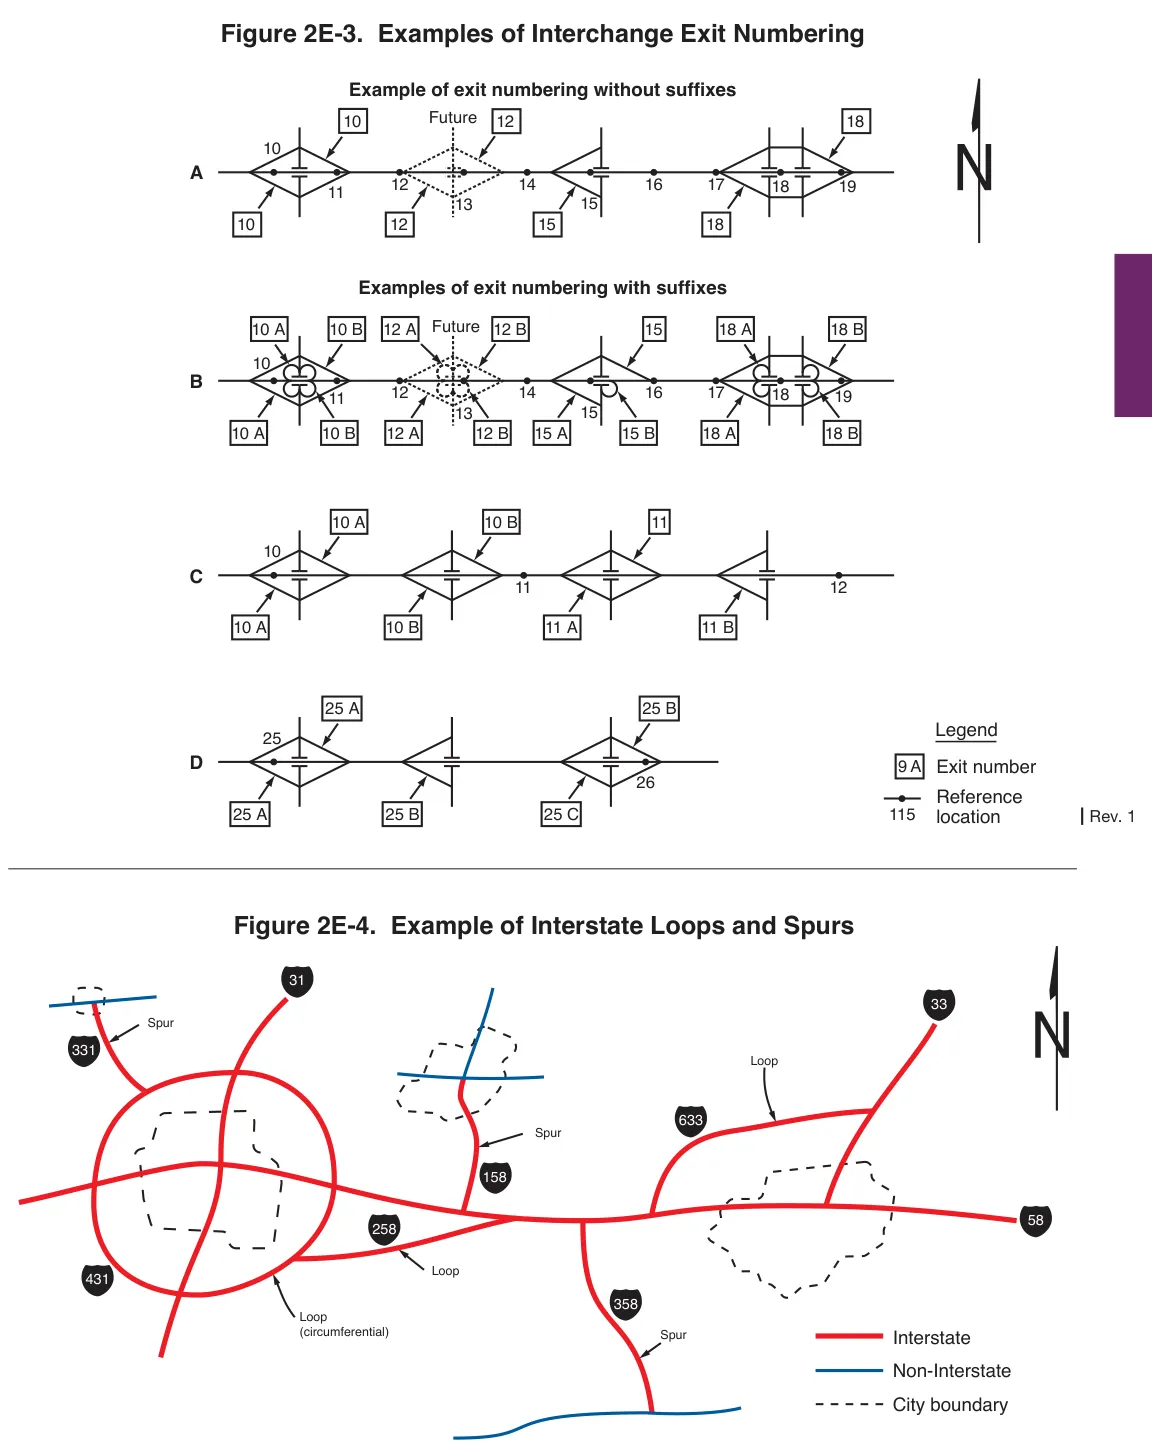 Figure 2E-3. Examples of Interchange Exit Numbering
Example of exit numbering without suffixes
10
Future
12
18
10
N
A
12
14
16
17
18
19
11
13
15
10
12
15
18
Examples of exit numbering with suffixes
10 A
10 B
12 A
Future
12 B
15
18 A
18 B
10
B
11
12
13
14
15
16
17
18
19
10 A
10 B
12 A
12 B
15 A
15 B
18 A
18 B
10 A
10 B
11
10
C
11
12
10 A
10 B
11 A
11 B
25 A
25 B
25
D
26
25 A
25 B
25 C
Legend
9 A Exit number
Reference
115 location
Rev. 1
Figure 2E-4. Example of Interstate Loops and Spurs
31
33
Spur
331
N
Loop
633
Spur
158
258
58
Loop
431
358
Loop
(circumferential)
Spur
Interstate
Non-Interstate
City boundary